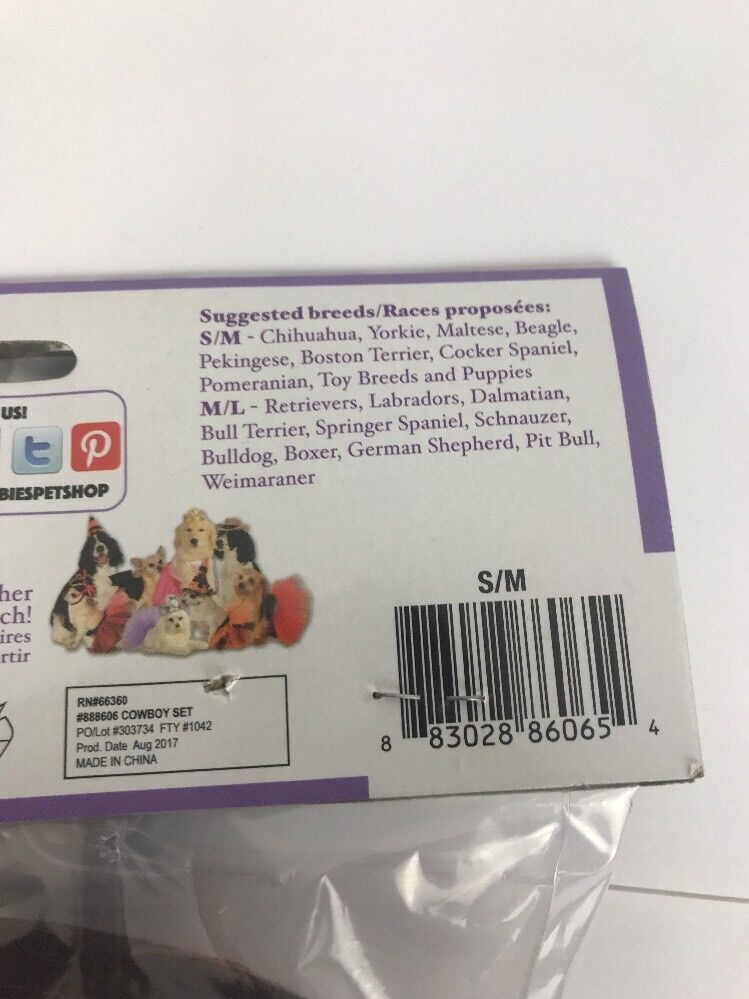 Suggested breeds/Races proposées:
S/M - Chihuahua, Yorkie, Maltese, Beagle,
Pekingese, Boston Terrier, Cocker Spaniel,
Pomeranian, Toy Breeds and Puppies
M/L - Retrievers, Labradors, Dalmatian,
Bull Terrier, Springer Spaniel, Schnauzer,
Bulldog, Boxer, German Shepherd, Pit Bull,
Weimaraner
US!
BIESPETSHOP
her
ch!
ires
rtir
RN#66360
#888606 COWBOY SET
PO/Lot #303734 FTY #1042
Prod. Date Aug 2017
MADE IN CHINA
S/M
8 83028 86065 4